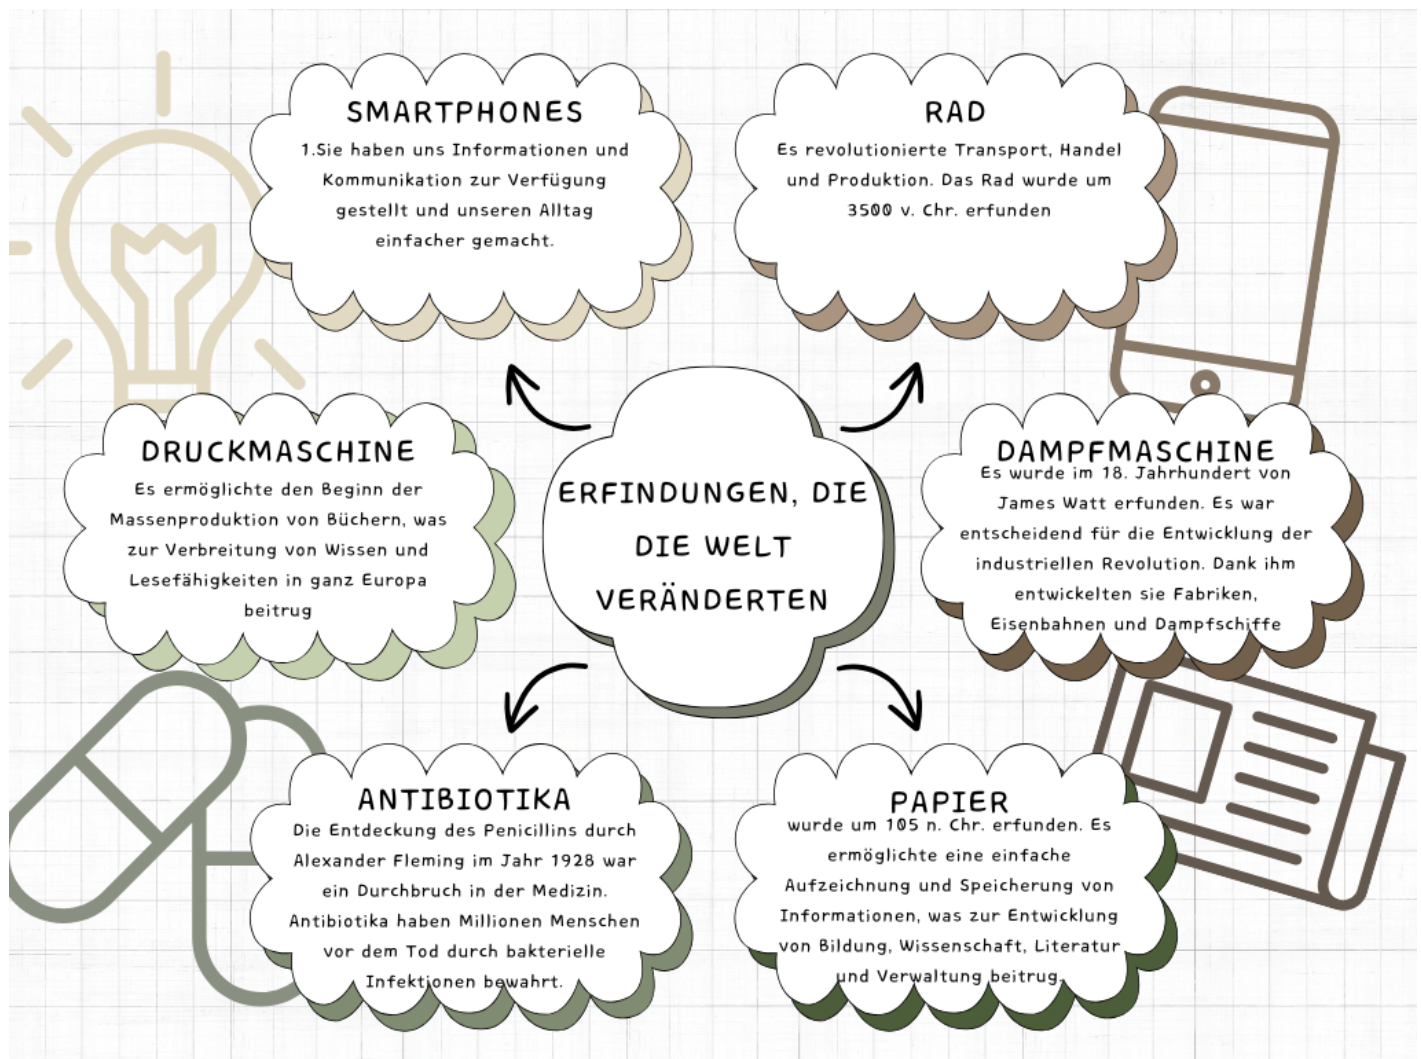 SMARTPHONES
1.Sie haben uns Informationen und
Kommunikation zur Verfügung
gestellt und unseren Alltag
einfacher gemacht.
RAD
Es revolutionierte Transport, Handel
und Produktion. Das Rad wurde um
3500 v. Chr. erfunden
DRUCKMASCHINE
Es ermöglichte den Beginn der
Massenproduktion von Büchern, was
zur Verbreitung von Wissen und
Lesefähigkeiten in ganz Europa
beitrug
ERFINDUNGEN, DIE
DIE WELT
VERÄNDERTEN
DAMPFMASCHINE
Es wurde im 18. Jahrhundert von
James Watt erfunden. Es war
entscheidend für die Entwicklung der
industriellen Revolution. Dank ihm
entwickelten sie Fabriken,
Eisenbahnen und Dampfschiffe
ANTIBIOTIKA
Die Entdeckung des Penicillins durch
Alexander Fleming im Jahr 1928 war
ein Durchbruch in der Medizin.
Antibiotika haben Millionen Menschen
vor dem Tod durch bakterielle
Infektionen bewahrt.
PAPIER
wurde um 105 n. Chr. erfunden. Es
ermöglichte eine einfache
Aufzeichnung und Speicherung von
Informationen, was zur Entwicklung
von Bildung, Wissenschaft, Literatur
und Verwaltung beitrug.